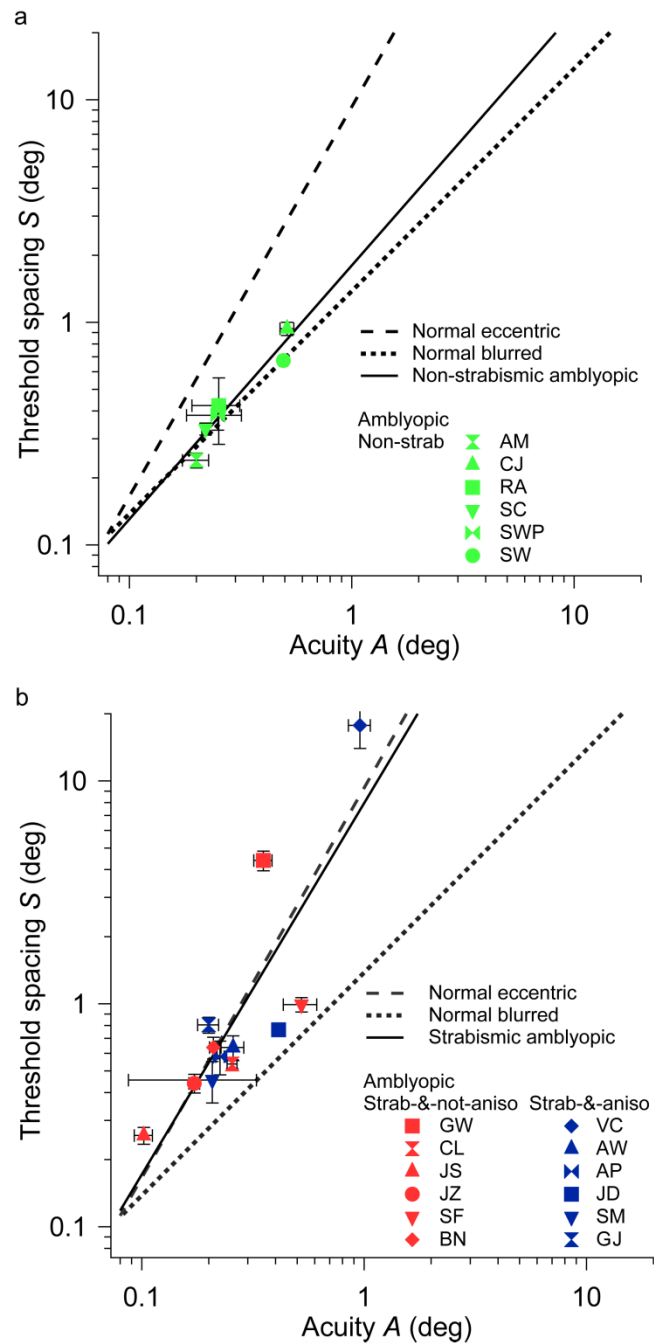 a
10
1
0.1
Threshold spacing S (deg)
Normal eccentric
Normal blurred
Non-strabismic amblyopic
Amblyopic
Non-strab
AM
CJ
RA
SC
SWP
SW
0.1 1 10
Acuity A (deg)
b
10
1
0.1
Threshold spacing S (deg)
Normal eccentric
Normal blurred
Strabismic amblyopic
Amblyopic
Strab-&-not-aniso Strab-&-aniso
GW VC
CL AW
JS AP
JZ JD
SF SM
BN GJ
0.1 1 10
Acuity A (deg)